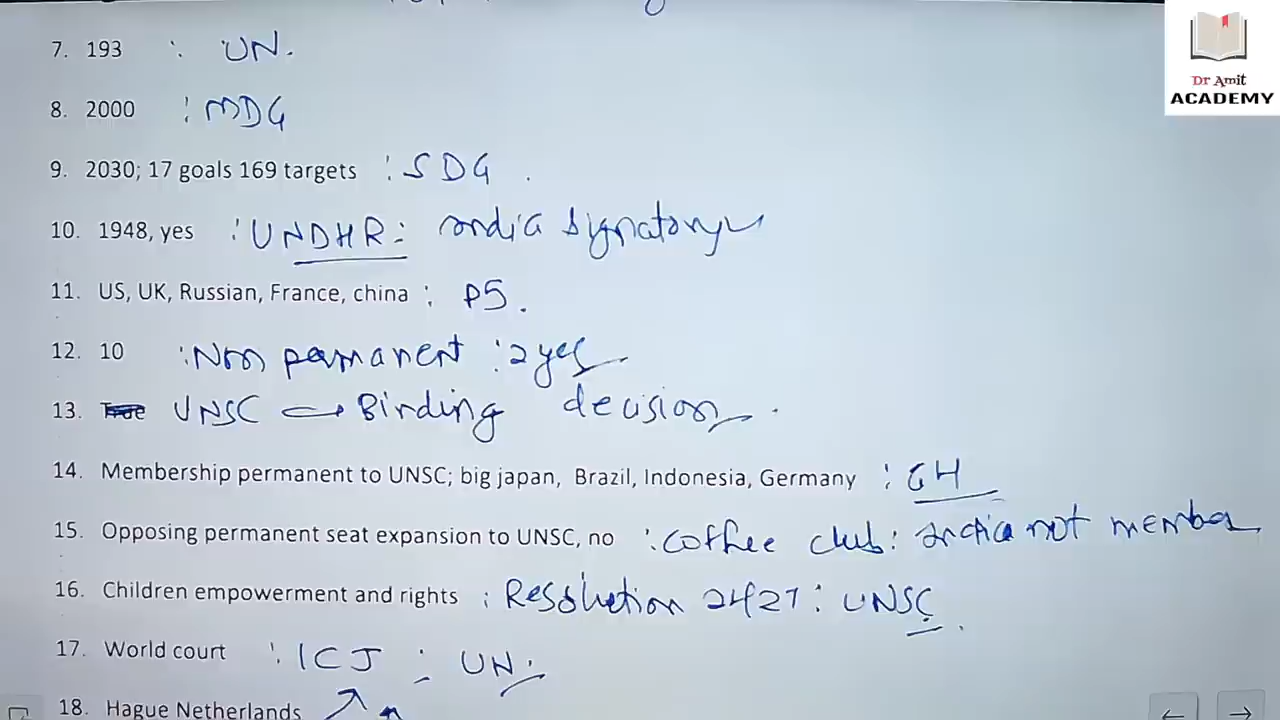 Dr Amit
ACADEMY
7. 193 : UN.
8. 2000 : MDG
9. 2030; 17 goals 169 targets : SDG.
10. 1948, yes : UNDHR: India signatory
11. US, UK, Russian, France, china : P5.
12. 10 : Non permanent : 2 yes
13. True UNSC → Binding decision.
14. Membership permanent to UNSC; big japan, Brazil, Indonesia, Germany : G4
15. Opposing permanent seat expansion to UNSC, no : Coffee club: India not member
16. Children empowerment and rights : Resolution 2427 : UNSC.
17. World court : ICJ : UN.
18. Hague Netherlands